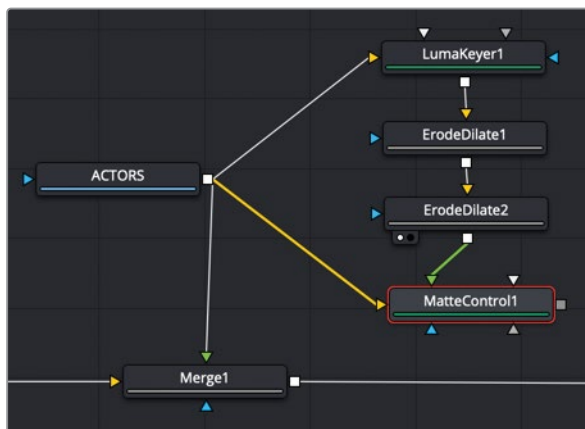 LumaKeyer1
ErodeDilate1
ACTORS
ErodeDilate2
MatteControl1
Merge1